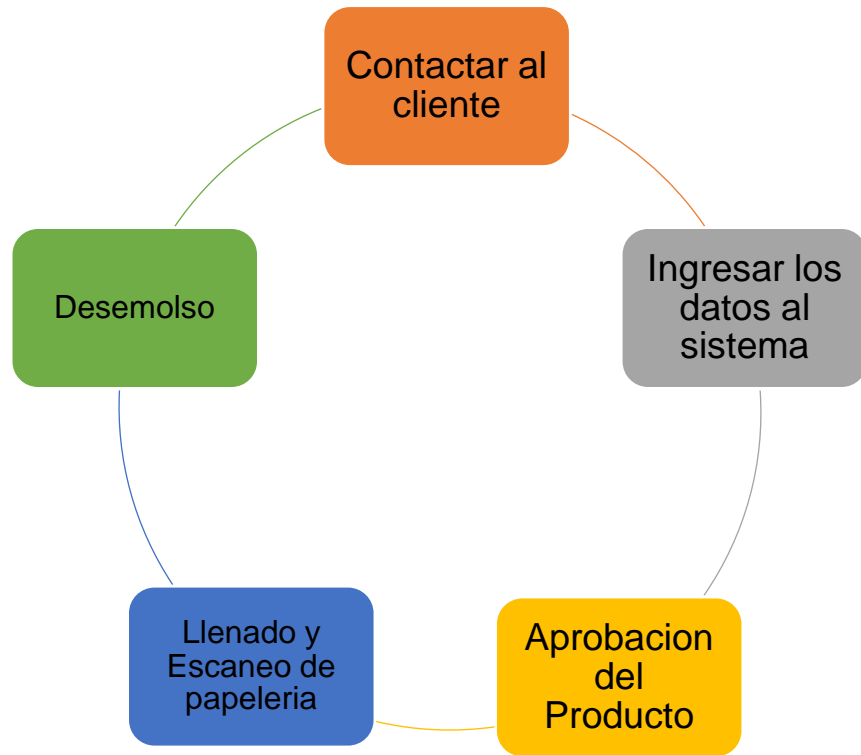 Contactar al
cliente
Ingresar los
datos al
sistema
Aprobacion
del
Producto
Llenado y
Escaneo de
papeleria
Desemolso